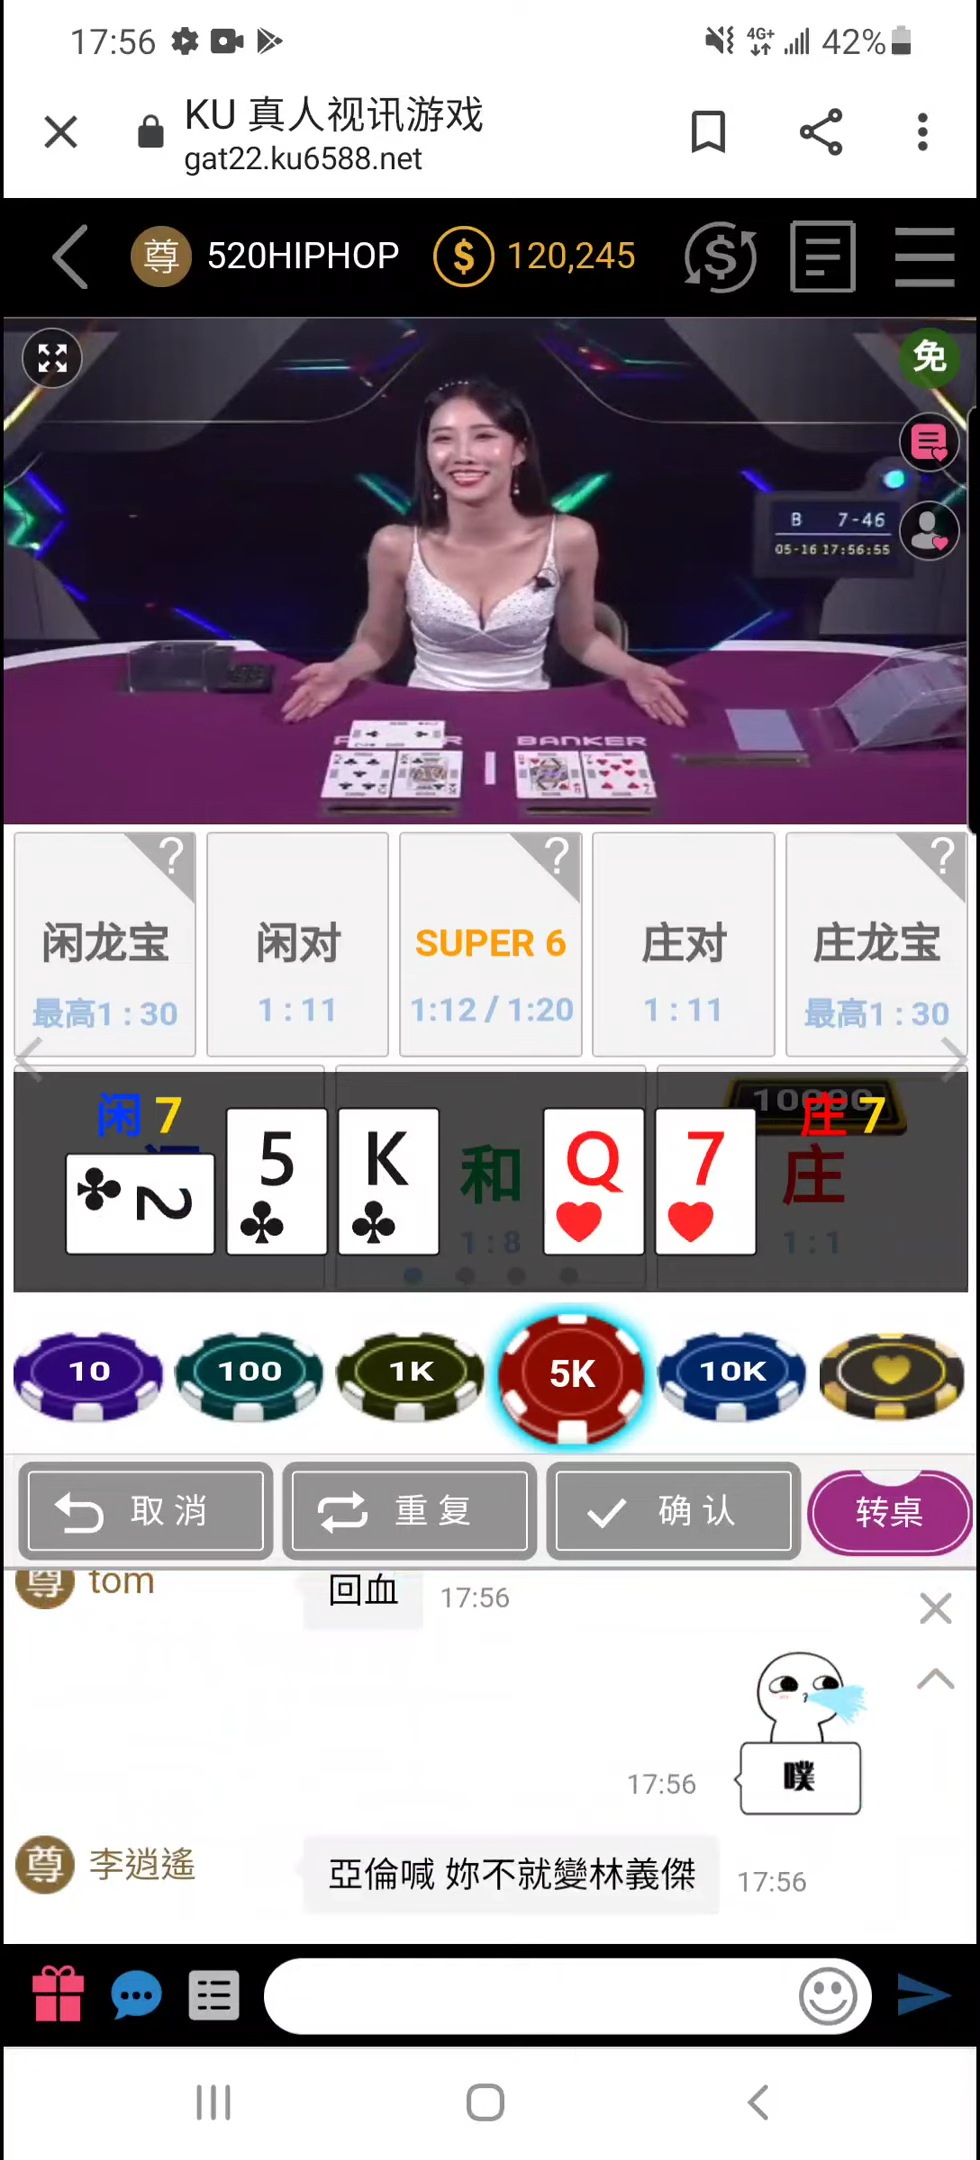 17:56
4G+
42%
KU 真人视讯游戏
gat22.ku6588.net
尊 520HIPHOP $ 120,245 $
免
B 7-46
05-16 17:56:55
BANKER
? ? ?
闲龙宝 闲对 SUPER 6 庄对 庄龙宝
最高1 : 30 1 : 11 1:12 / 1:20 1 : 11 最高1 : 30
闲 7 庄 7
2 5 K Q 7
和 庄
1 : 8 1 : 1
10 100 1K 5K 10K
取消 重复 确认 转桌
尊 tom 回血 17:56
17:56 噗
尊 李逍遙 亞倫喊 妳不就變林義傑 17:56